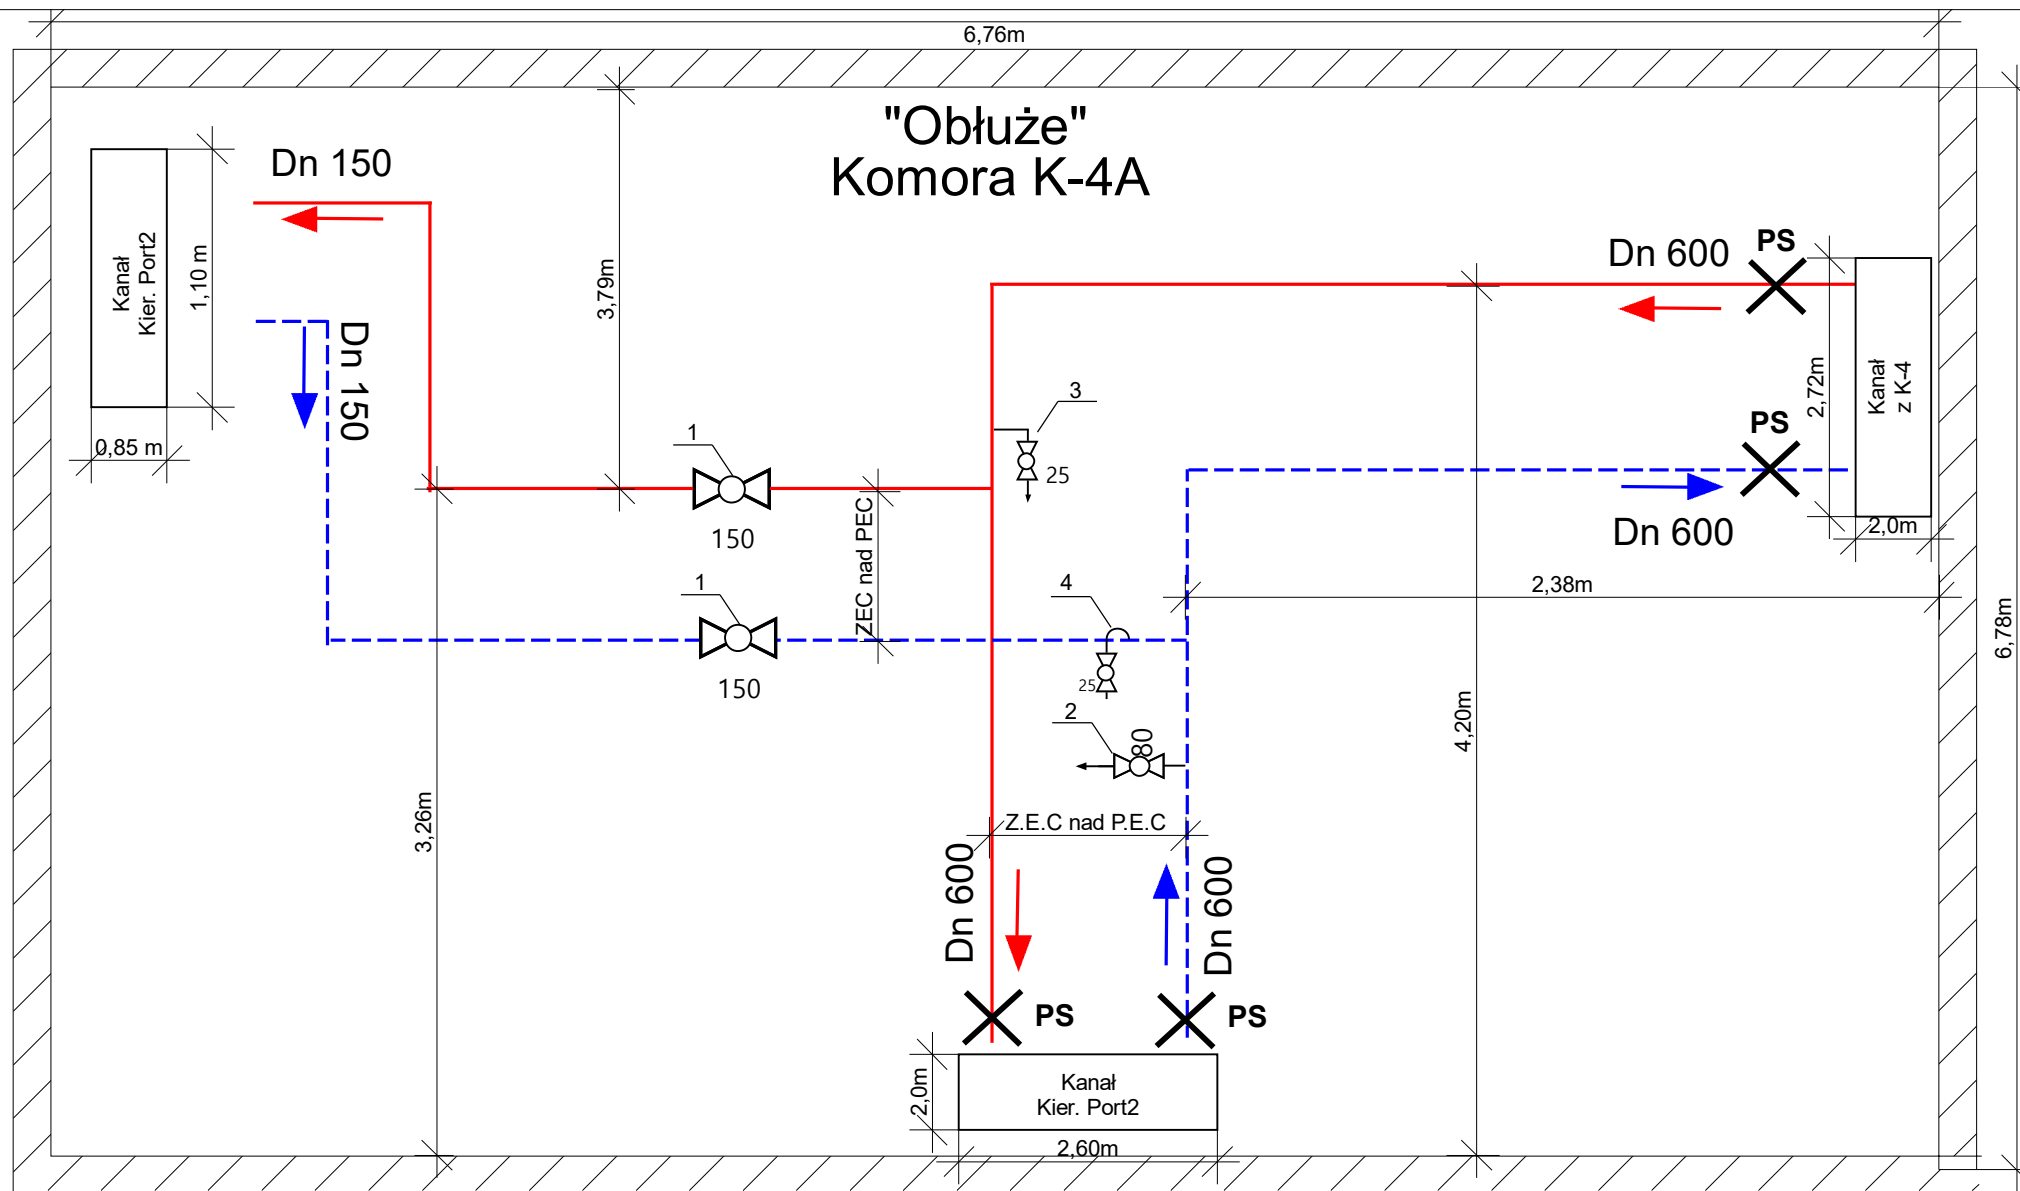 6,76m
"Obłuże"
Komora K-4A
Dn 150
Kanał
Kier. Port2
1,10 m
0,85 m
Dn 150
3,79m
Dn 600
PS
2,72m
Kanał
z K-4
PS
2,0m
Dn 600
3
25
1
150
ZEC nad PEC
1
150
4
25
2,38m
6,78m
2
80
4,20m
3,26m
Z.E.C nad P.E.C
Dn 600
Dn 600
PS
PS
2,0m
Kanał
Kier. Port2
2,60m